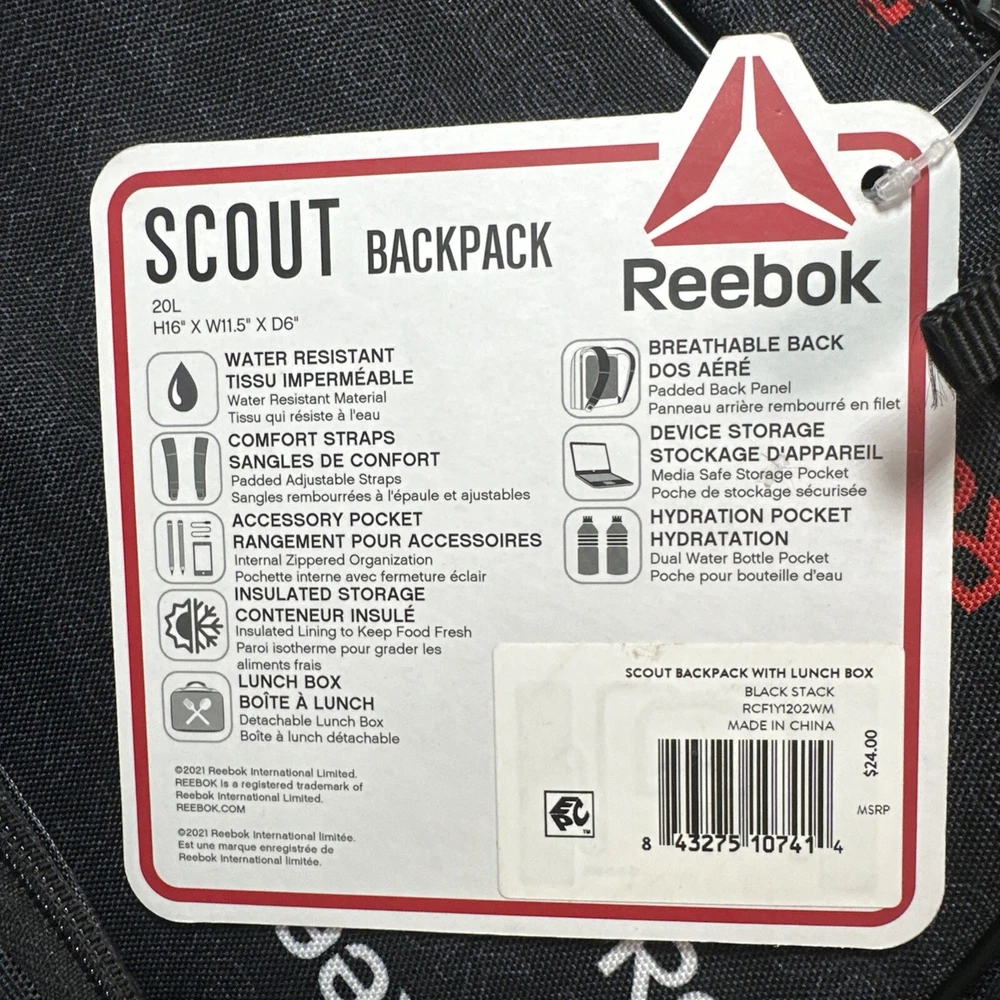 Reebok
SCOUT BACKPACK
20L
H16" X W11.5" X D6"
WATER RESISTANT
TISSU IMPERMÉABLE
Water Resistant Material
Tissu qui résiste à l'eau
COMFORT STRAPS
SANGLES DE CONFORT
Padded Adjustable Straps
Sangles rembourrées à l'épaule et ajustables
ACCESSORY POCKET
RANGEMENT POUR ACCESSOIRES
Internal Zippered Organization
Pochette interne avec fermeture éclair
INSULATED STORAGE
CONTENEUR INSULÉ
Insulated Lining to Keep Food Fresh
Paroi isotherme pour grader les
aliments frais
LUNCH BOX
BOÎTE À LUNCH
Detachable Lunch Box
Boîte à lunch détachable
BREATHABLE BACK
DOS AÉRÉ
Padded Back Panel
Panneau arrière rembourré en filet
DEVICE STORAGE
STOCKAGE D'APPAREIL
Media Safe Storage Pocket
Poche de stockage sécurisée
HYDRATION POCKET
HYDRATATION
Dual Water Bottle Pocket
Poche pour bouteille d'eau
©2021 Reebok International Limited.
REEBOK is a registered trademark of
Reebok International Limited.
REEBOK.COM
©2021 Reebok International limitée.
Est une marque enregistrée de
Reebok International limitée.
SCOUT BACKPACK WITH LUNCH BOX
BLACK STACK
RCF1Y1202WM
MADE IN CHINA
$24.00
MSRP
EPC™
8 43275 10741 4